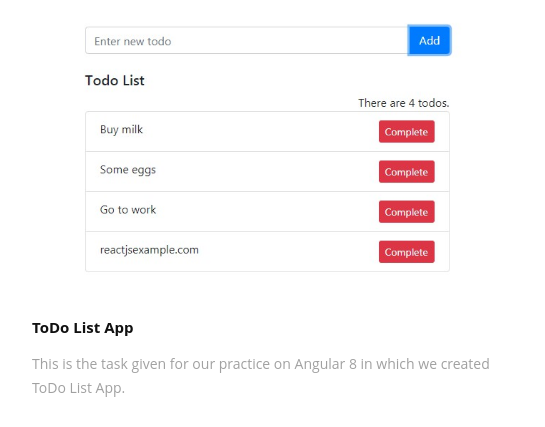 Enter new todo
Add
Todo List
There are 4 todos.
Buy milk
Complete
Some eggs
Complete
Go to work
Complete
reactjsexample.com
Complete
ToDo List App
This is the task given for our practice on Angular 8 in which we created
ToDo List App.